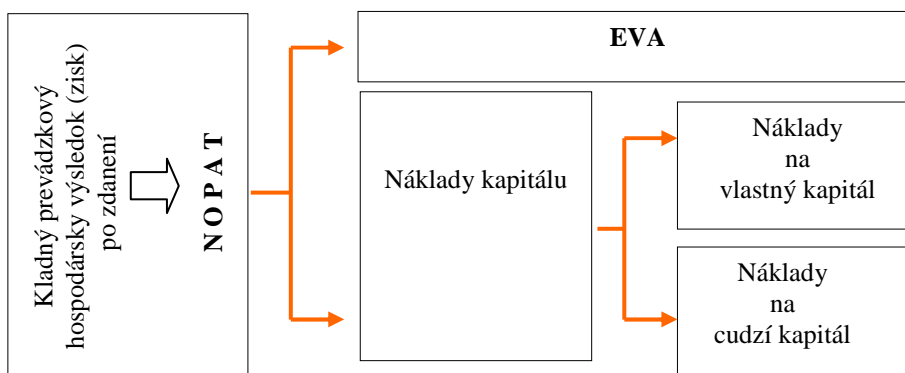 Kladný prevádzkový
hospodársky výsledok (zisk)
po zdanení
N O P A T
EVA
Náklady kapitálu
Náklady
na
vlastný kapitál
Náklady
na
cudzí kapitál